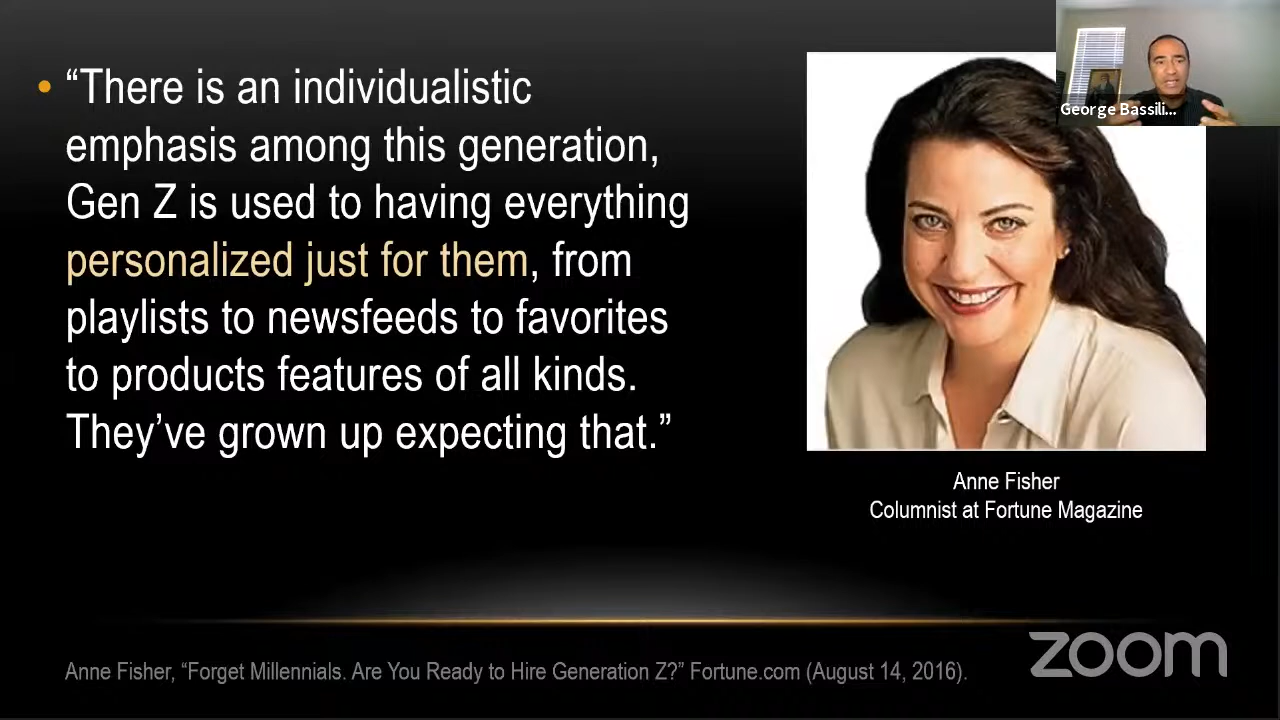 • “There is an individualistic
emphasis among this generation,
Gen Z is used to having everything
personalized just for them, from
playlists to newsfeeds to favorites
to products features of all kinds.
They’ve grown up expecting that.”
George Bassili...
Anne Fisher
Columnist at Fortune Magazine
Anne Fisher, “Forget Millennials. Are You Ready to Hire Generation Z?” Fortune.com (August 14, 2016).
zoom